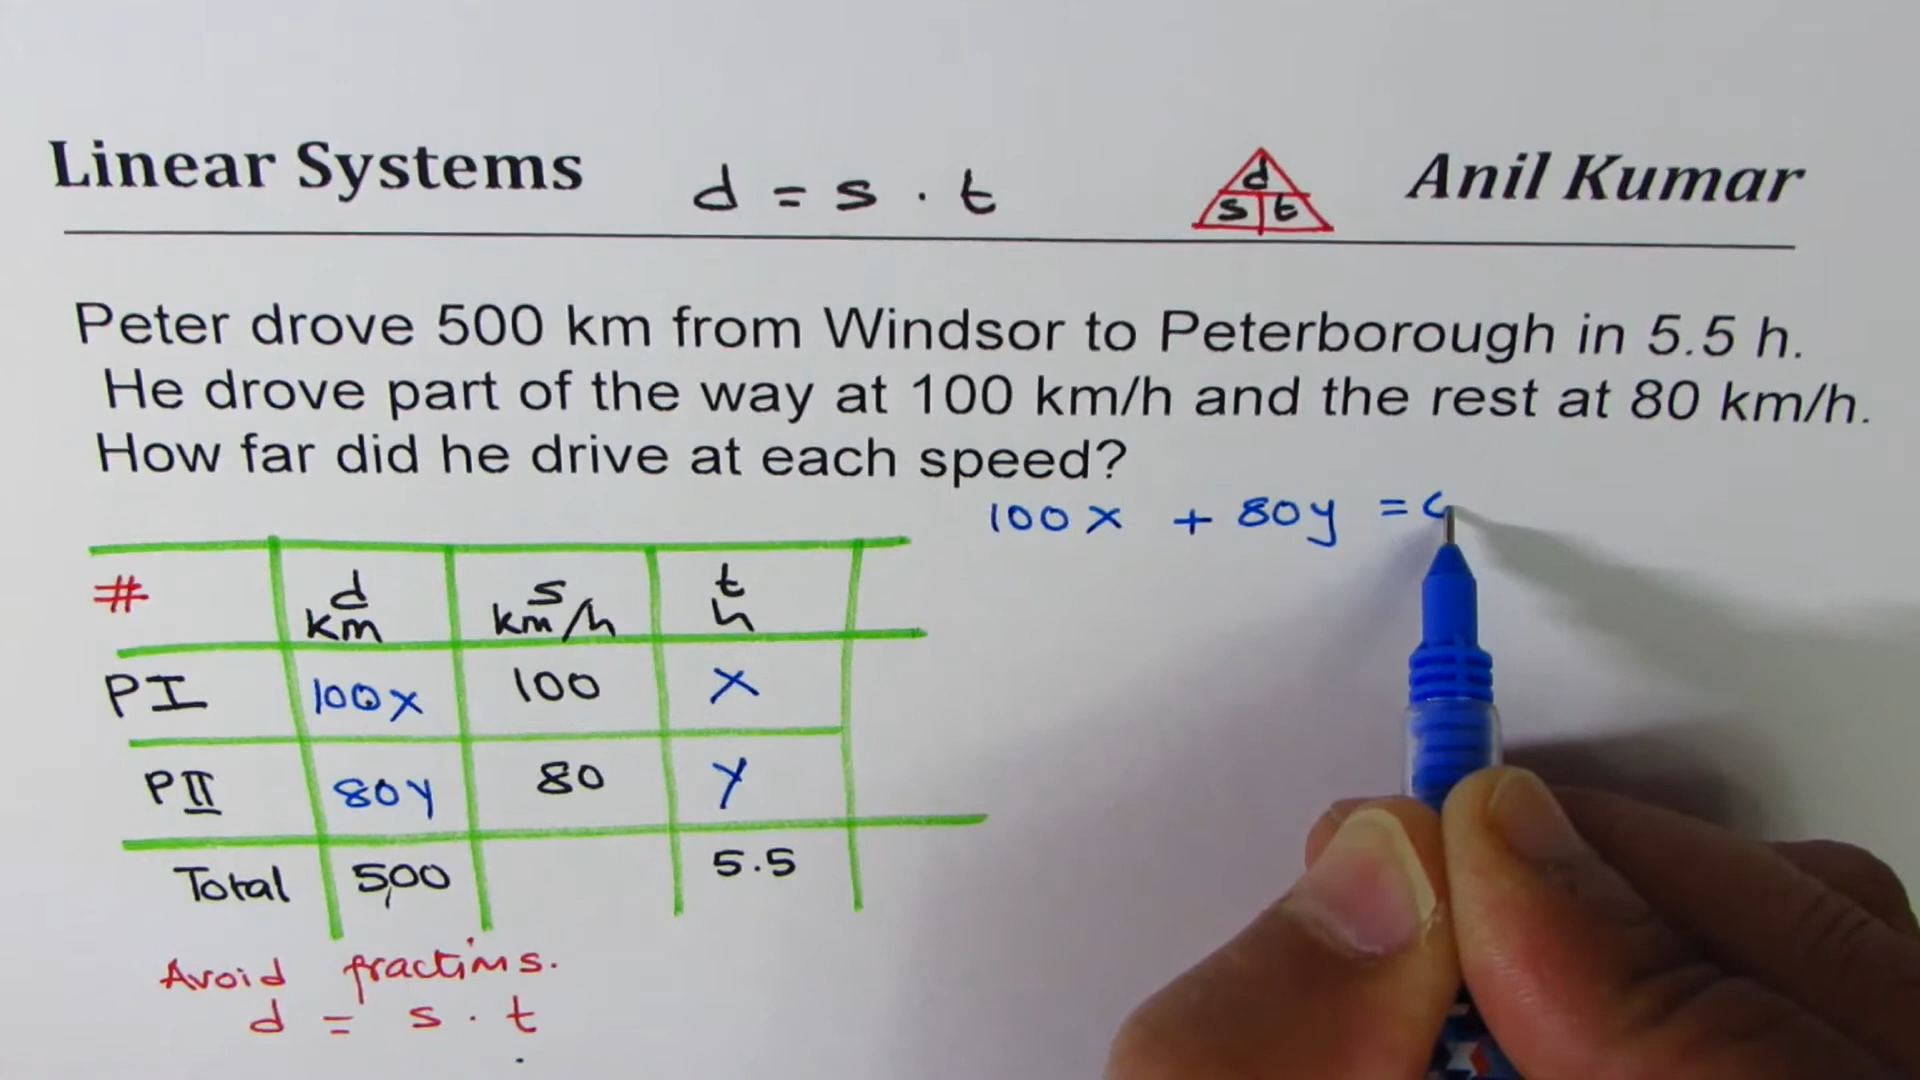 Linear Systems d = s . t d s t Anil Kumar
Peter drove 500 km from Windsor to Peterborough in 5.5 h.
He drove part of the way at 100 km/h and the rest at 80 km/h.
How far did he drive at each speed?
100x + 80y =
# d km s km/h t h
PI 100x 100 x
PII 80y 80 y
Total 500 5.5
Avoid fractions.
d = s . t